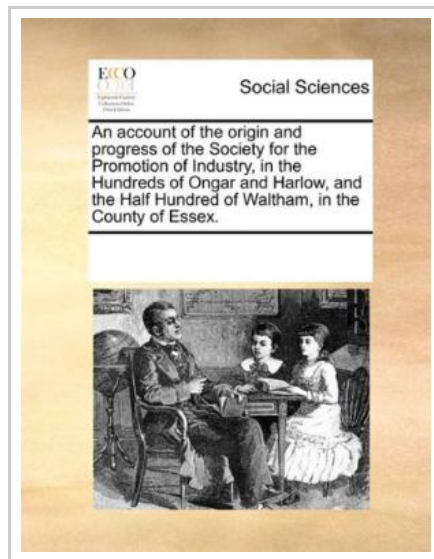 ECCO
Social Sciences
An account of the origin and
progress of the Society for the
Promotion of Industry, in the
Hundreds of Ongar and Harlow, and
the Half Hundred of Waltham, in the
County of Essex.